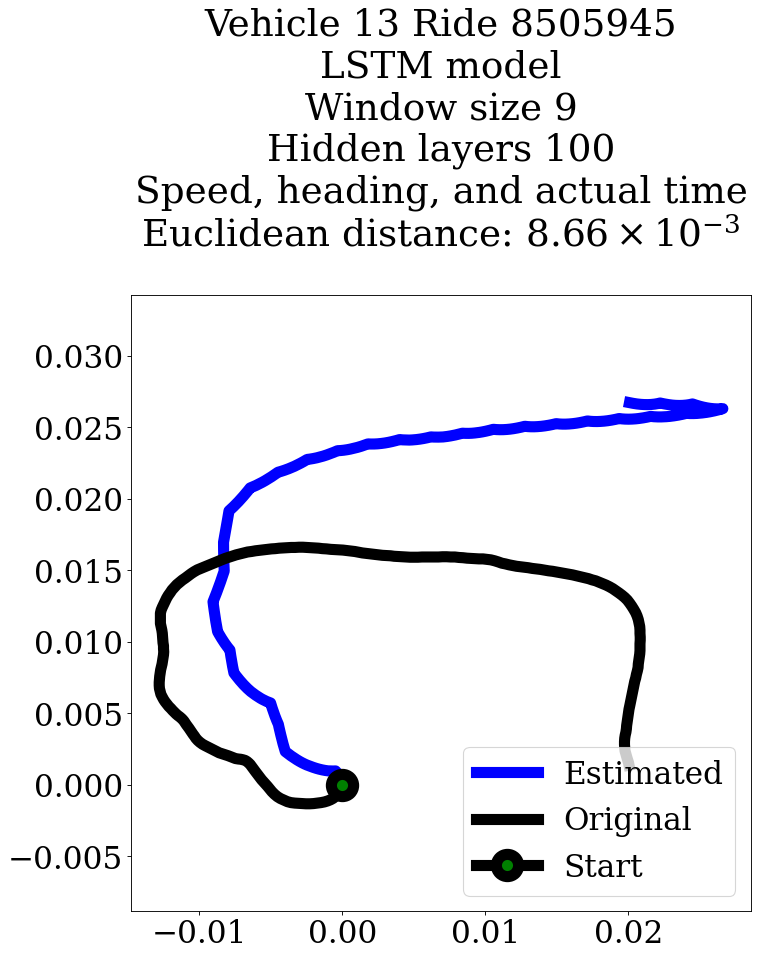 Vehicle 13 Ride 8505945
LSTM model
Window size 9
Hidden layers 100
Speed, heading, and actual time
Euclidean distance: 8.66 × 10⁻³
0.030
0.025
0.020
0.015
0.010
0.005
0.000
−0.005
Estimated
Original
Start
−0.01 0.00 0.01 0.02